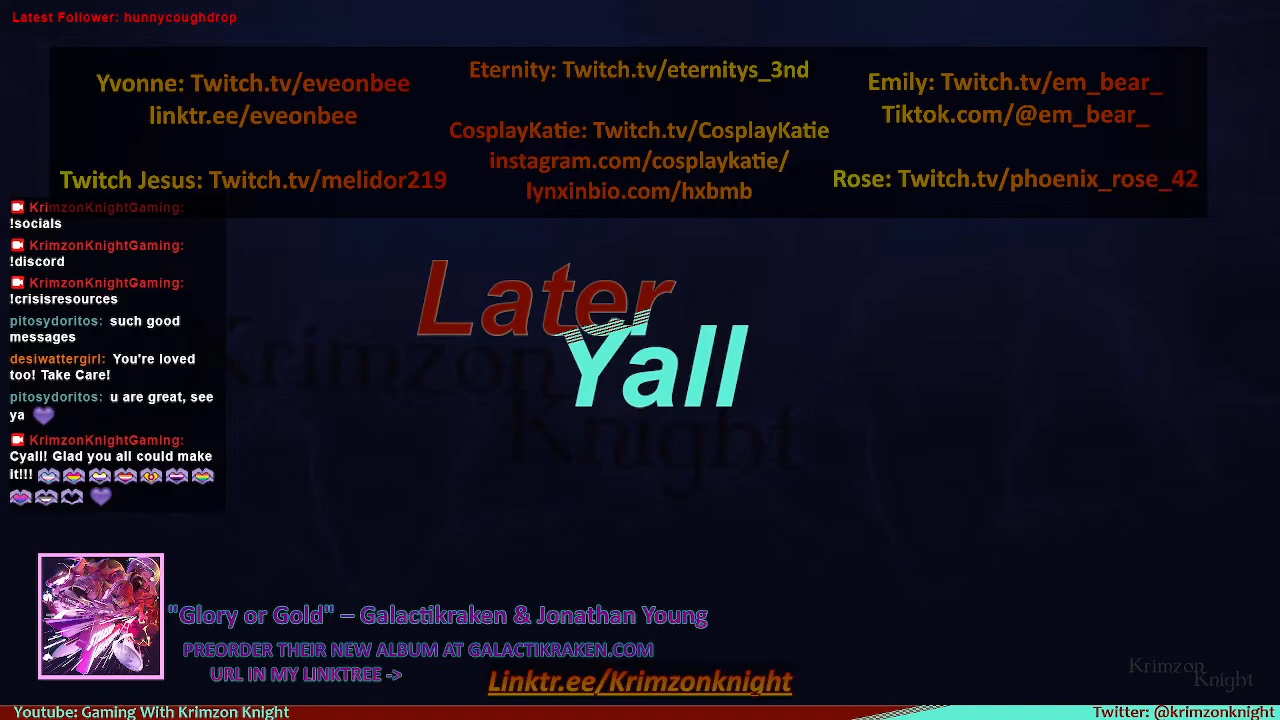 Latest Follower: hunnycoughdrop
Yvonne: Twitch.tv/eveonbee
linktr.ee/eveonbee
Twitch Jesus: Twitch.tv/melidor219
Eternity: Twitch.tv/eternitys_3nd
CosplayKatie: Twitch.tv/CosplayKatie
instagram.com/cosplaykatie/
lynxinbio.com/hxbmb
Emily: Twitch.tv/em_bear_
Tiktok.com/@em_bear_
Rose: Twitch.tv/phoenix_rose_42
KrimzonKnightGaming:
!socials
KrimzonKnightGaming:
!discord
KrimzonKnightGaming:
!crisisresources
pitosydoritos: such good
messages
desiwattergirl: You're loved
too! Take Care!
pitosydoritos: u are great, see
ya
KrimzonKnightGaming:
Cyall! Glad you all could make
it!!!
Later
Yall
Krimzon
Knight
"Glory or Gold" – Galactikraken & Jonathan Young
PREORDER THEIR NEW ALBUM AT GALACTIKRAKEN.COM
URL IN MY LINKTREE ->
Linktr.ee/Krimzonknight
Krimzon
Knight
Youtube: Gaming With Krimzon Knight
Twitter: @krimzonknight